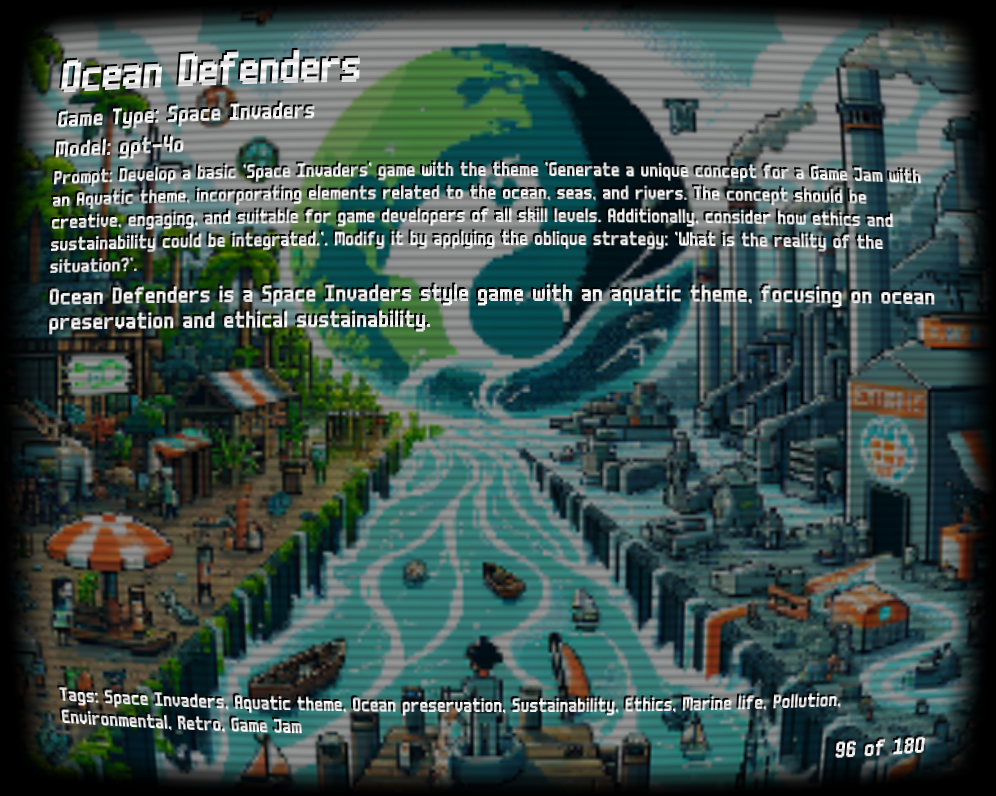 Ocean Defenders
Game Type: Space Invaders
Model: gpt-4o
Prompt: Develop a basic 'Space Invaders' game with the theme 'Generate a unique concept for a Game Jam with
an Aquatic theme, incorporating elements related to the ocean, seas, and rivers. The concept should be
creative, engaging, and suitable for game developers of all skill levels. Additionally, consider how ethics and
sustainability could be integrated.'. Modify it by applying the oblique strategy: 'What is the reality of the
situation?'.
Ocean Defenders is a Space Invaders style game with an aquatic theme, focusing on ocean
preservation and ethical sustainability.
Tags: Space Invaders, Aquatic theme, Ocean preservation, Sustainability, Ethics, Marine life, Pollution,
Environmental, Retro, Game Jam
96 of 180